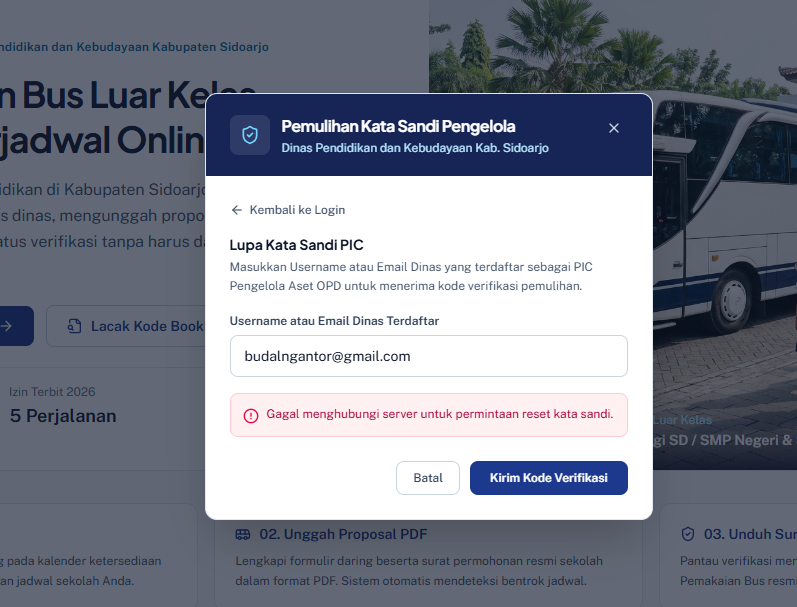 ndidikan dan Kebudayaan Kabupaten Sidoarjo
n Bus Luar Kelas
rjadwal Onlin
Pemulihan Kata Sandi Pengelola
Dinas Pendidikan dan Kebudayaan Kab. Sidoarjo
didikan di Kabupaten Sidoarjo
s dinas, mengunggah propo
atus verifikasi tanpa harus d
Kembali ke Login
Lupa Kata Sandi PIC
Masukkan Username atau Email Dinas yang terdaftar sebagai PIC
Pengelola Aset OPD untuk menerima kode verifikasi pemulihan.
Username atau Email Dinas Terdaftar
budalngantor@gmail.com
Gagal menghubungi server untuk permintaan reset kata sandi.
Batal
Kirim Kode Verifikasi
Lacak Kode Book
Izin Terbit 2026
5 Perjalanan
Luar Kelas
gi SD / SMP Negeri &
g pada kalender ketersediaan
an jadwal sekolah Anda.
02. Unggah Proposal PDF
Lengkapi formulir daring beserta surat permohonan resmi sekolah
dalam format PDF. Sistem otomatis mendeteksi bentrok jadwal.
03. Unduh Sur
Pantau verifikasi mer
Pemakaian Bus resm